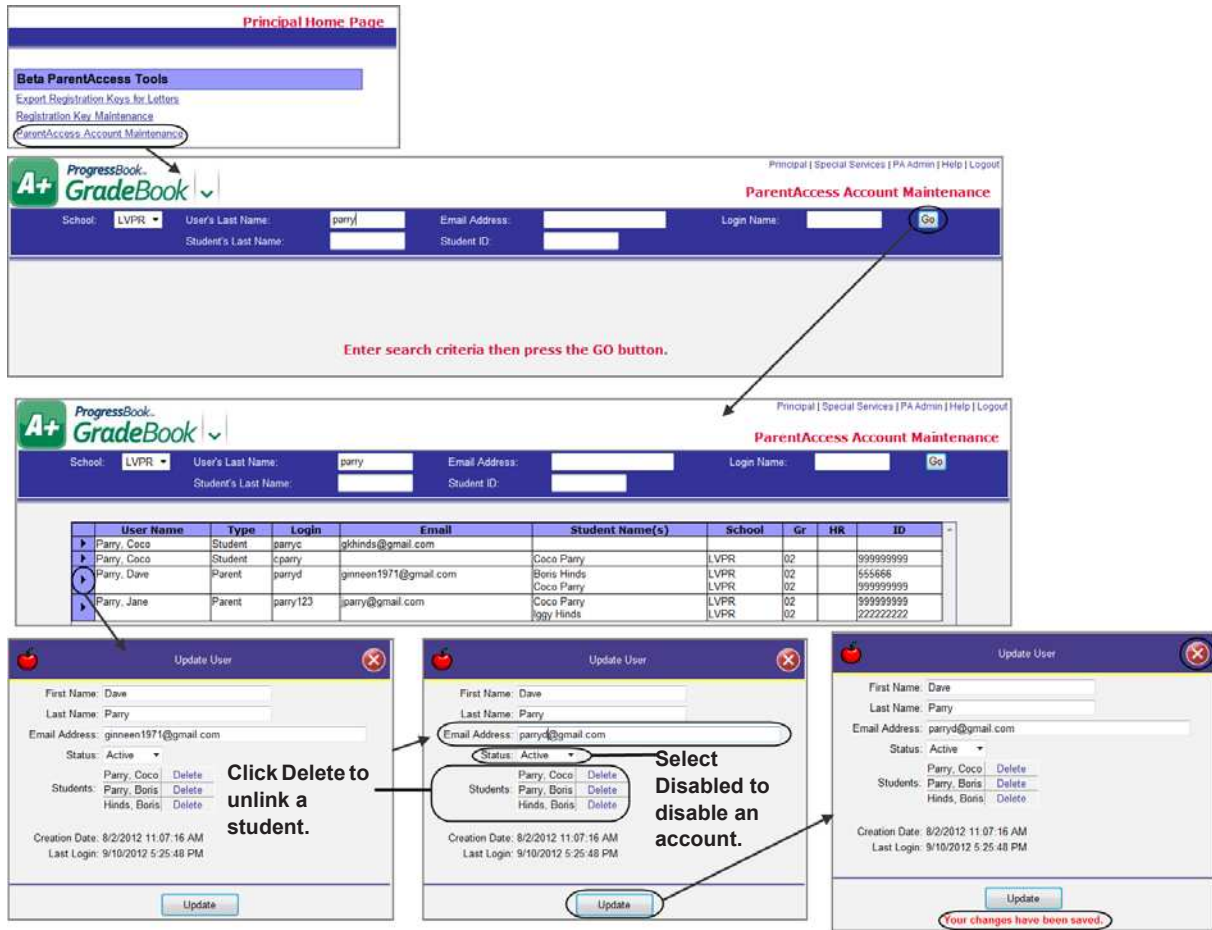 Principal Home Page
Beta ParentAccess Tools
Export Registration Keys for Letters
Registration Key Maintenance
ParentAccess Account Maintenance
A+ ProgressBook GradeBook
Principal | Special Services | PA Admin | Help | Logout
ParentAccess Account Maintenance
School: LVPR User's Last Name: parry Email Address: Login Name: Go
Student's Last Name: Student ID:
Enter search criteria then press the GO button.
A+ ProgressBook GradeBook
Principal | Special Services | PA Admin | Help | Logout
ParentAccess Account Maintenance
School: LVPR User's Last Name: parry Email Address: Login Name: Go
Student's Last Name: Student ID:
User Name Type Login Email Student Name(s) School Gr HR ID
Parry, Coco Student parryc gkhinds@gmail.com
Parry, Coco Student cparry Coco Parry LVPR 02 999999999
Parry, Dave Parent parryd ginneen1971@gmail.com Boris Hinds LVPR 02 555666
Coco Parry LVPR 02 999999999
Parry, Jane Parent parry123 jparry@gmail.com Coco Parry LVPR 02 999999999
Iggy Hinds LVPR 02 222222222
Update User
First Name: Dave
Last Name: Parry
Email Address: ginneen1971@gmail.com
Status: Active
Students: Parry, Coco Delete
Parry, Boris Delete
Hinds, Boris Delete
Creation Date: 8/2/2012 11:07:16 AM
Last Login: 9/10/2012 5:25:48 PM
Update
Click Delete to
unlink a
student.
Update User
First Name: Dave
Last Name: Parry
Email Address: parryd@gmail.com
Status: Active
Students: Parry, Coco Delete
Parry, Boris Delete
Hinds, Boris Delete
Creation Date: 8/2/2012 11:07:16 AM
Last Login: 9/10/2012 5:25:48 PM
Update
Select
Disabled to
disable an
account.
Update User
First Name: Dave
Last Name: Parry
Email Address: parryd@gmail.com
Status: Active
Students: Parry, Coco Delete
Parry, Boris Delete
Hinds, Boris Delete
Creation Date: 8/2/2012 11:07:16 AM
Last Login: 9/10/2012 5:25:48 PM
Update
Your changes have been saved.